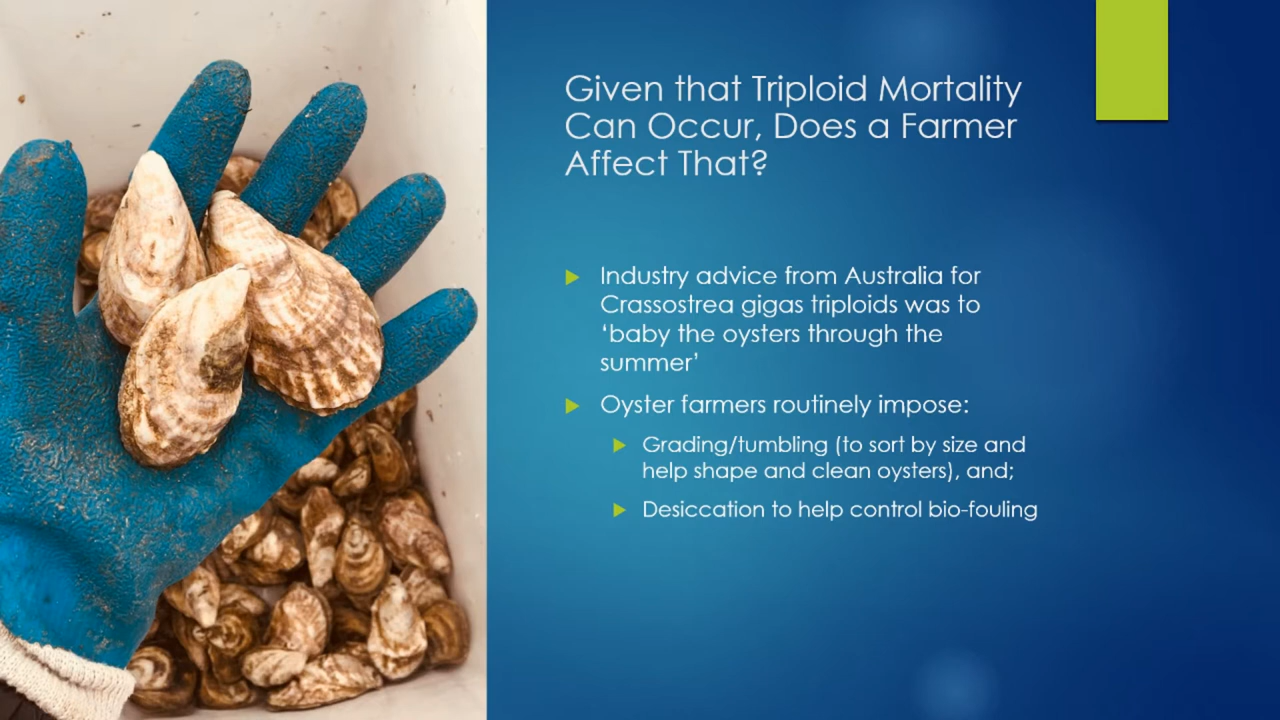 Given that Triploid Mortality
Can Occur, Does a Farmer
Affect That?
Industry advice from Australia for
Crassostrea gigas triploids was to
‘baby the oysters through the
summer’
Oyster farmers routinely impose:
Grading/tumbling (to sort by size and
help shape and clean oysters), and;
Desiccation to help control bio-fouling